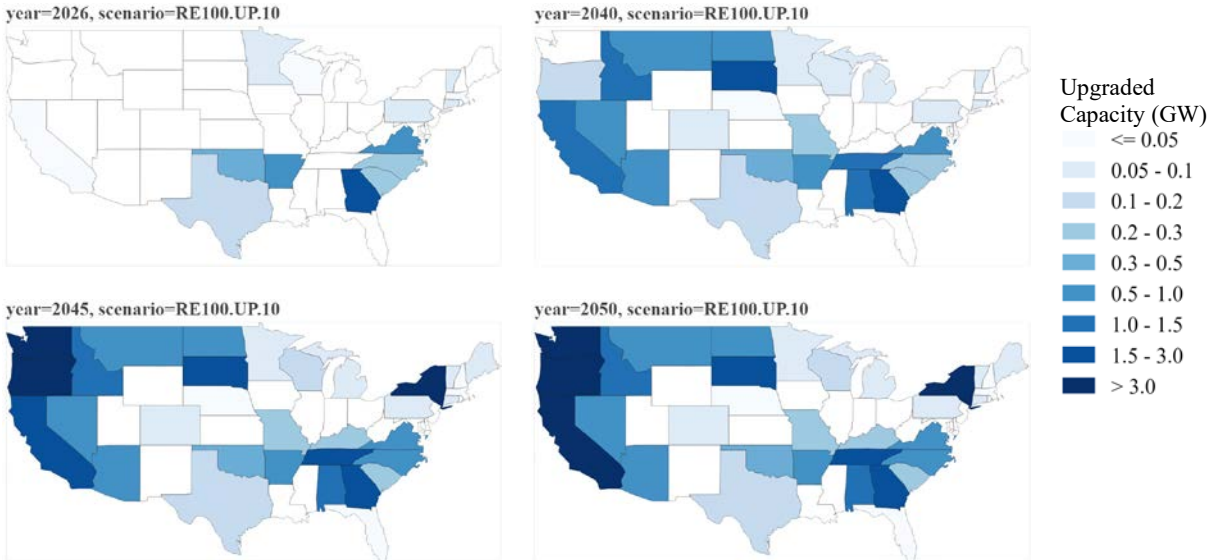 year=2026, scenario=RE100.UP.10
year=2040, scenario=RE100.UP.10
year=2045, scenario=RE100.UP.10
year=2050, scenario=RE100.UP.10
Upgraded
Capacity (GW)
<= 0.05
0.05 - 0.1
0.1 - 0.2
0.2 - 0.3
0.3 - 0.5
0.5 - 1.0
1.0 - 1.5
1.5 - 3.0
> 3.0